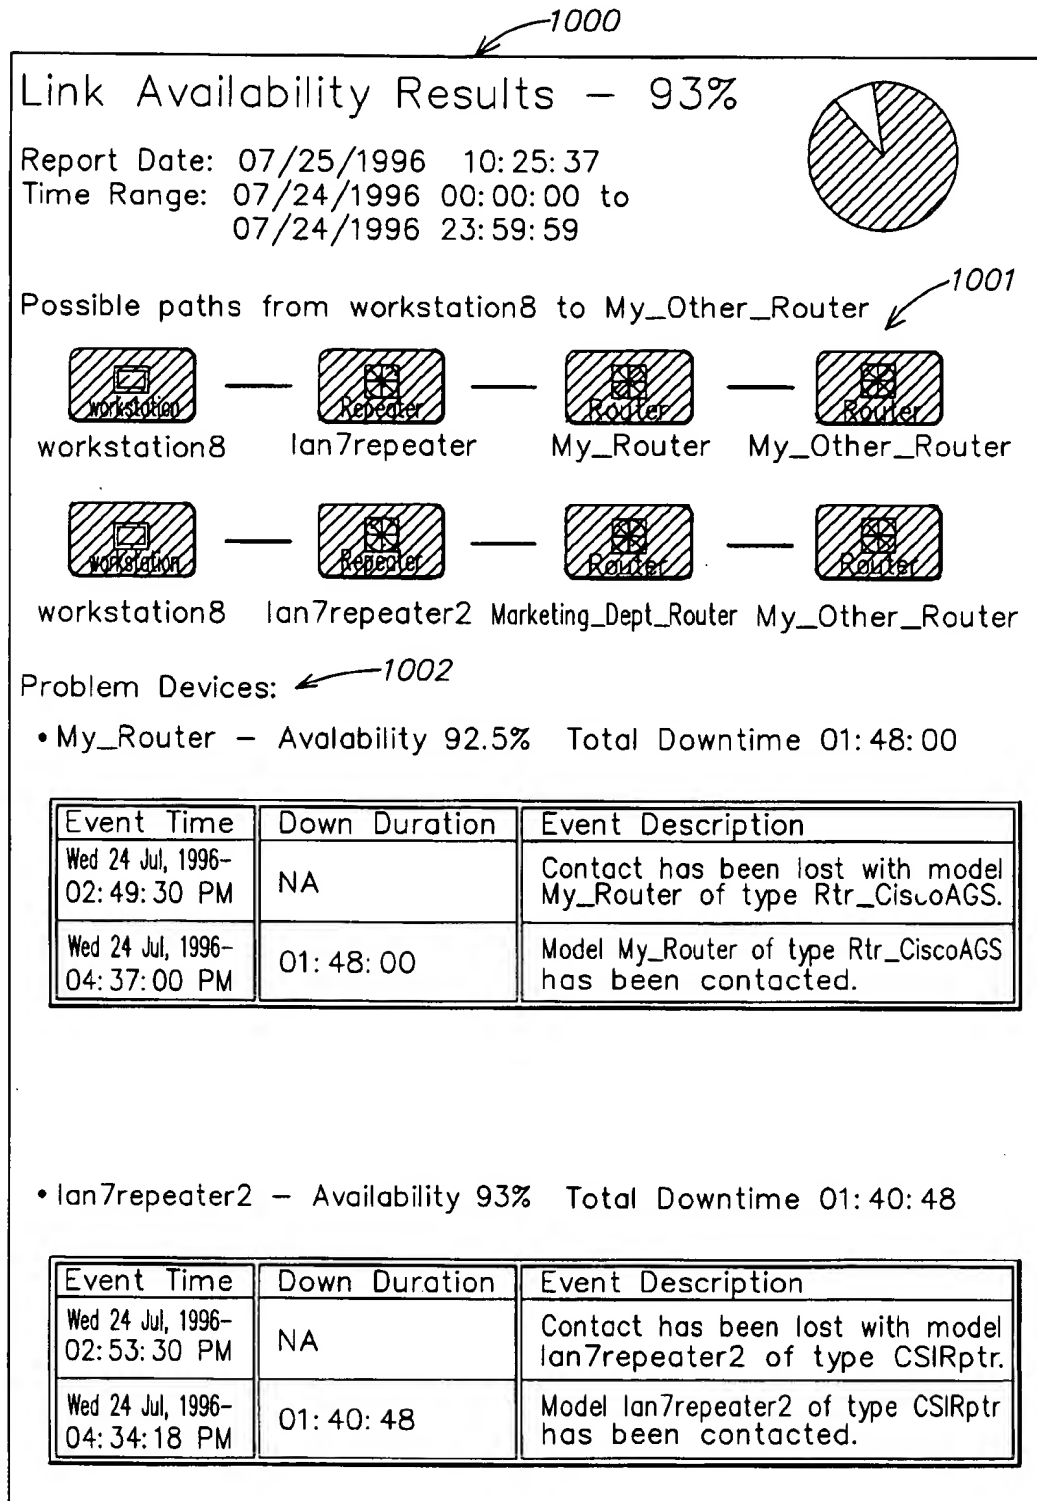 1000
Link Availability Results – 93%
Report Date: 07/25/1996 10:25:37
Time Range: 07/24/1996 00:00:00 to
07/24/1996 23:59:59
1001
Possible paths from workstation8 to My_Other_Router
workstation Repeater Router Router
workstation8 lan7repeater My_Router My_Other_Router
workstation Repeater Router Router
workstation8 lan7repeater2 Marketing_Dept_Router My_Other_Router
1002
Problem Devices:
• My_Router – Avalability 92.5% Total Downtime 01:48:00
Event Time Down Duration Event Description
Wed 24 Jul, 1996– 
02:49:30 PM NA Contact has been lost with model
My_Router of type Rtr_CiscoAGS.
Wed 24 Jul, 1996–
04:37:00 PM 01:48:00 Model My_Router of type Rtr_CiscoAGS
has been contacted.
• lan7repeater2 – Availability 93% Total Downtime 01:40:48
Event Time Down Duration Event Description
Wed 24 Jul, 1996–
02:53:30 PM NA Contact has been lost with model
lan7repeater2 of type CSIRptr.
Wed 24 Jul, 1996–
04:34:18 PM 01:40:48 Model lan7repeater2 of type CSIRptr
has been contacted.